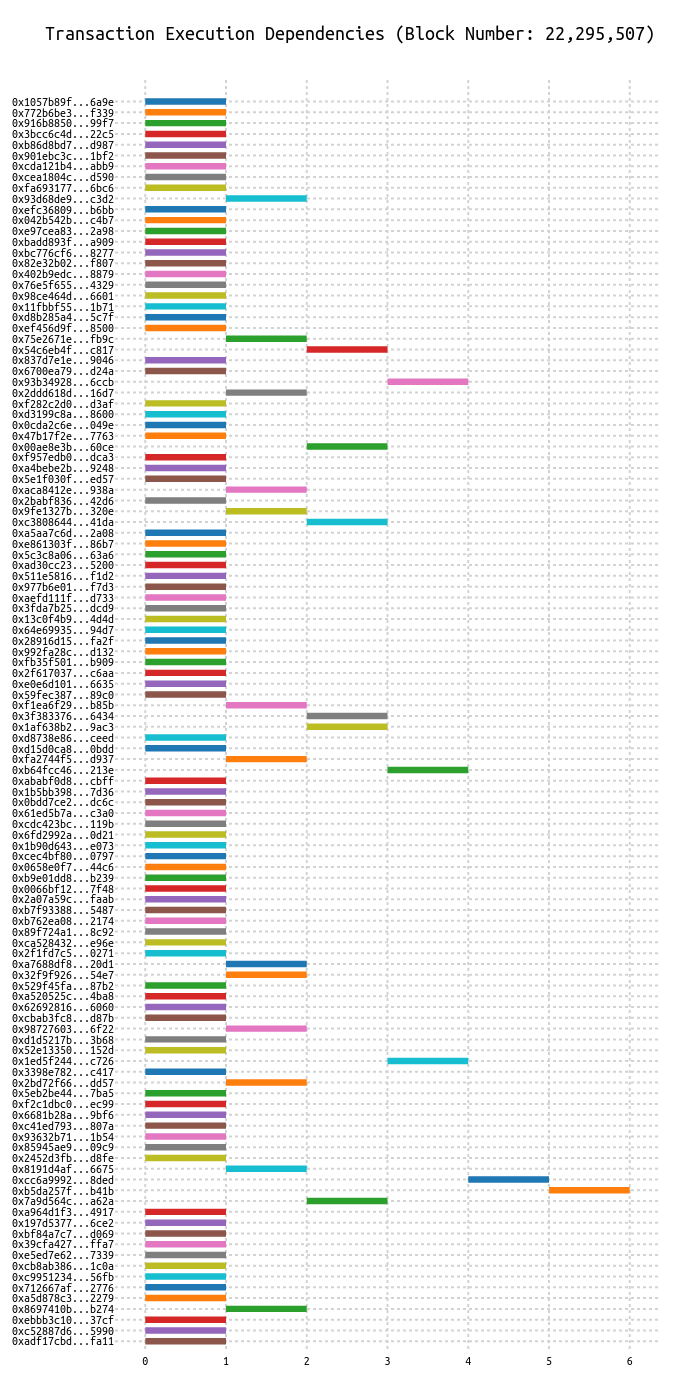 Transaction Execution Dependencies (Block Number: 22,295,507)
0x1057b89f...6a9e
0x772b6be3...f339
0x916b8850...99f7
0x3bcc6c4d...22c5
0xb86d8bd7...d987
0x901ebc3c...1bf2
0xcda121b4...abb9
0xcea1804c...d590
0xfa693177...6bc6
0x93d68de9...c3d2
0xefc36809...b6bb
0x042b542b...c4b7
0xe97cea83...2a98
0xbadd893f...a909
0xbc776cf6...8277
0x82e32b02...f807
0x402b9edc...8879
0x76e5f655...4329
0x98ce464d...6601
0x11fbbf55...1b71
0xd8b285a4...5c7f
0xef456d9f...8500
0x75e2671e...fb9c
0x54c6eb4f...c817
0x837d7e1e...9046
0x6700ea79...d24a
0x93b34928...6ccb
0x2ddd618d...16d7
0xf282c2d0...d3af
0xd3199c8a...8600
0x0cda2c6e...049e
0x47b17f2e...7763
0x00ae8e3b...60ce
0xf957edb0...dca3
0xa4bebe2b...9248
0x5e1f030f...ed57
0xaca8412e...938a
0x2babf836...42d6
0x9fe1327b...320e
0xc3808644...41da
0xa5aa7c6d...2a08
0xe861303f...86b7
0x5c3c8a06...63a6
0xad30cc23...5200
0x511e5816...f1d2
0x977b6e01...f7d3
0xaefd111f...d733
0x3fda7b25...dcd9
0x13c0f4b9...4d4d
0x64e69935...94d7
0x28916d15...fa2f
0x992fa28c...d132
0xfb35f501...b909
0x2f617037...c6aa
0xe0e6d101...6635
0x59fec387...89c0
0xf1ea6f29...b85b
0x3f383376...6434
0x1af638b2...9ac3
0xd8738e86...ceed
0xd15d0ca8...0bdd
0xfa2744f5...d937
0xb64fcc46...213e
0xababf0d8...cbff
0x1b5bb398...7d36
0x0bdd7ce2...dc6c
0x61ed5b7a...c3a0
0xcdc423bc...119b
0x6fd2992a...0d21
0x1b90d643...e073
0xcec4bf80...0797
0x0658e0f7...44c6
0xb9e01dd8...b239
0x0066bf12...7f48
0x2a07a59c...faab
0xb7f93388...5487
0xb762ea08...2174
0x89f724a1...8c92
0xca528432...e96e
0x2f1fd7c5...0271
0xa7688df8...20d1
0x32f9f926...54e7
0x529f45fa...87b2
0xa520525c...4ba8
0x62692816...6060
0xcbab3fc8...d87b
0x98727603...6f22
0xd1d5217b...3b68
0x52e13350...152d
0x1ed5f244...c726
0x3398e782...c417
0x2bd72f66...dd57
0x5eb2be44...7ba5
0xf2c1dbc0...ec99
0x6681b28a...9bf6
0xc41ed793...807a
0x93632b71...1b54
0x85945ae9...09c9
0x2452d3fb...d8fe
0x8191d4af...6675
0xcc6a9992...8ded
0xb5da257f...b41b
0x7a9d564c...a62a
0xa964d1f3...4917
0x197d5377...6ce2
0xbf84a7c7...d069
0x39cfa427...ffa7
0xe5ed7e62...7339
0xcb8ab386...1c0a
0xc9951234...56fb
0x712667af...2776
0xa5d878c3...2279
0x8697410b...b274
0xebbb3c10...37cf
0xc52887d6...5990
0xadf17cbd...fa11
0 1 2 3 4 5 6